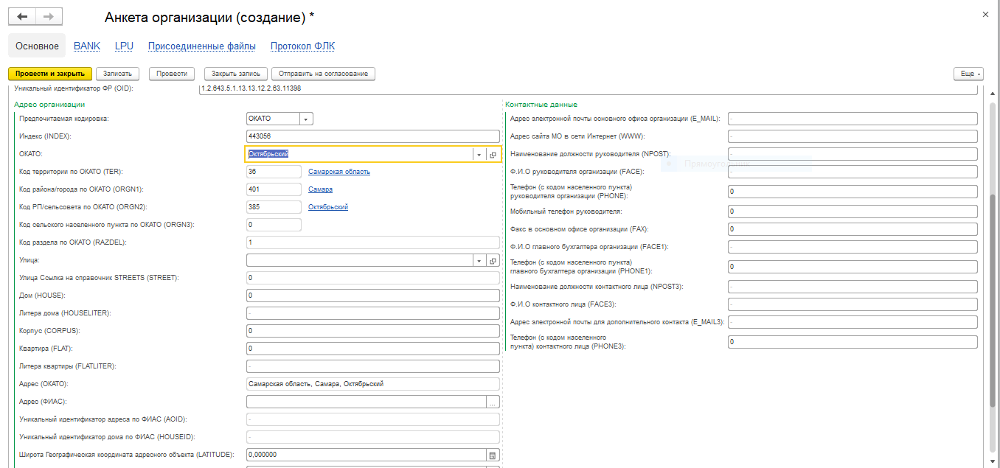 Анкета организации (создание) *
Основное BANK LPU Присоединенные файлы Протокол ФЛК
Провести и закрыть Записать Провести Закрыть запись Отправить на согласование Еще
Уникальный идентификатор ФР (OID): 1.2.643.5.1.13.13.12.2.63.11398
Адрес организации
Предпочитаемая кодировка: ОКАТО
Индекс (INDEX): 443056
ОКАТО: Октябрьский
Код территории по ОКАТО (TER): 36 Самарская область
Код района/города по ОКАТО (ORGN1): 401 Самара
Код РП/сельсовета по ОКАТО (ORGN2): 385 Октябрьский
Код сельского населенного пункта по ОКАТО (ORGN3): 0
Код раздела по ОКАТО (RAZDEL): 1
Улица:
Улица Ссылка на справочник STREETS (STREET): 0
Дом (HOUSE): 0
Литера дома (HOUSELITER): -
Корпус (CORPUS): 0
Квартира (FLAT): 0
Литера квартиры (FLATLITER): -
Адрес (ОКАТО): Самарская область, Самара, Октябрьский
Адрес (ФИАС): ...
Уникальный идентификатор адреса по ФИАС (AOID): -
Уникальный идентификатор дома по ФИАС (HOUSEID): -
Широта Географическая координата адресного объекта (LATITUDE): 0,000000
Контактные данные
Адрес электронной почты основного офиса организации (E_MAIL): -
Адрес сайта МО в сети Интернет (WWW): -
Наименование должности руководителя (NPOST): -
Прямоугольник
Ф.И.О руководителя организации (FACE): -
Телефон (с кодом населенного пункта)
руководителя организации (PHONE): 0
Мобильный телефон руководителя: 0
Факс в основном офисе организации (FAX): 0
Ф.И.О главного бухгалтера организации (FACE1): -
Телефон (с кодом населенного пункта)
главного бухгалтера организации (PHONE1): 0
Наименование должности контактного лица (NPOST3): -
Ф.И.О контактного лица (FACE3): -
Адрес электронной почты для дополнительного контакта (E_MAIL3): -
Телефон (с кодом населенного
пункта) контактного лица (PHONE3): 0